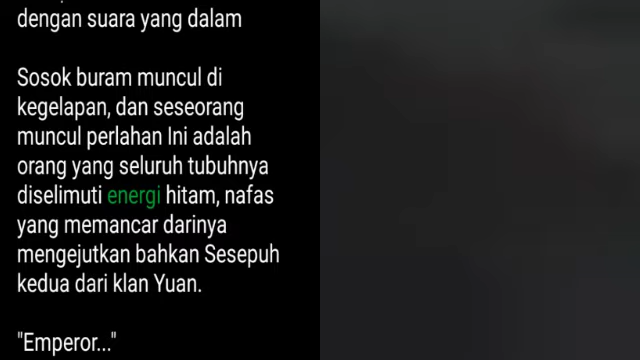 dengan suara yang dalam
Sosok buram muncul di
kegelapan, dan seseorang
muncul perlahan Ini adalah
orang yang seluruh tubuhnya
diselimuti energi hitam, nafas
yang memancar darinya
mengejutkan bahkan Sesepuh
kedua dari klan Yuan.
"Emperor..."